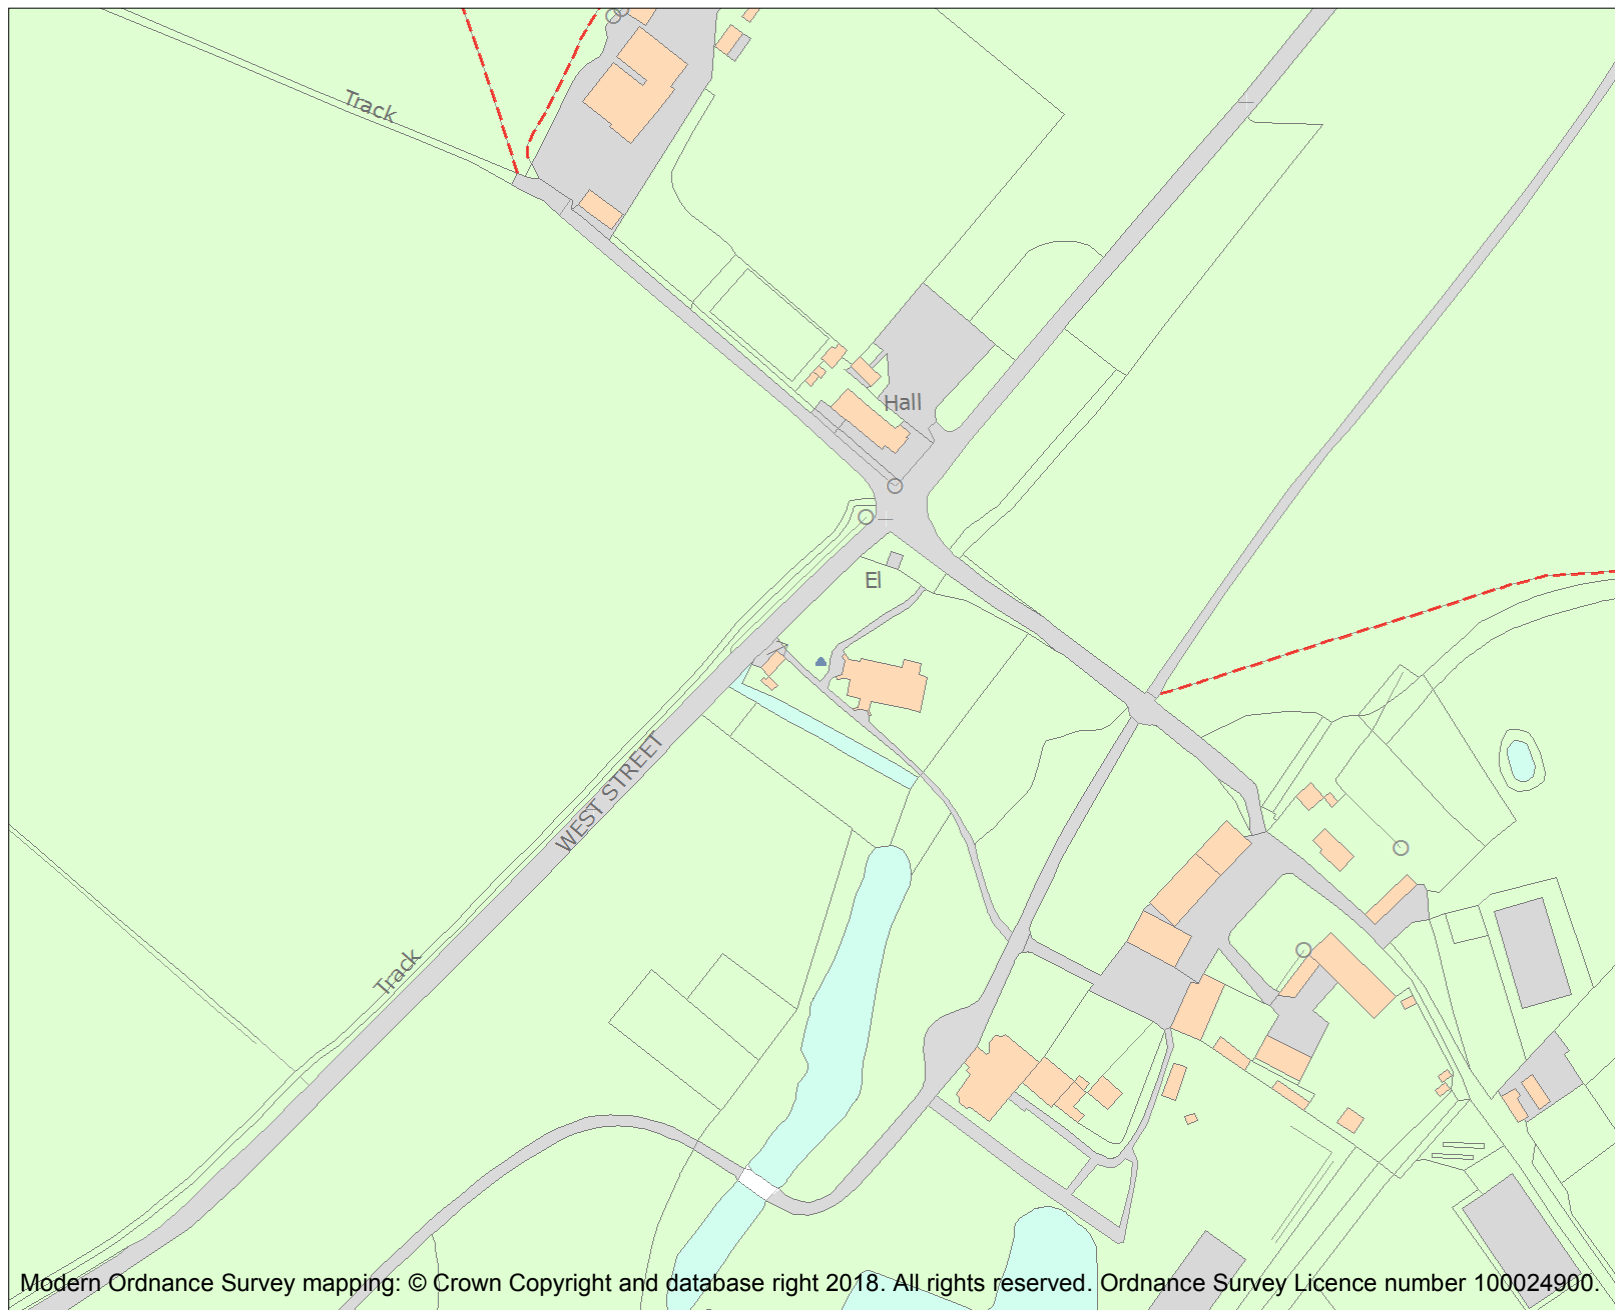 Track
Hall
El
WEST STREET
Track
Modern Ordnance Survey mapping: © Crown Copyright and database right 2018. All rights reserved. Ordnance Survey Licence number 100024900.